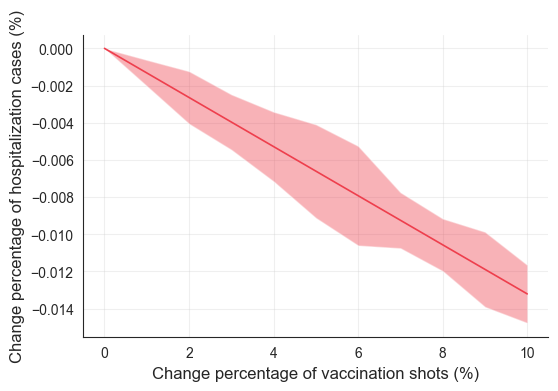 Change percentage of hospitalization cases (%)
0.000
−0.002
−0.004
−0.006
−0.008
−0.010
−0.012
−0.014
0 2 4 6 8 10
Change percentage of vaccination shots (%)